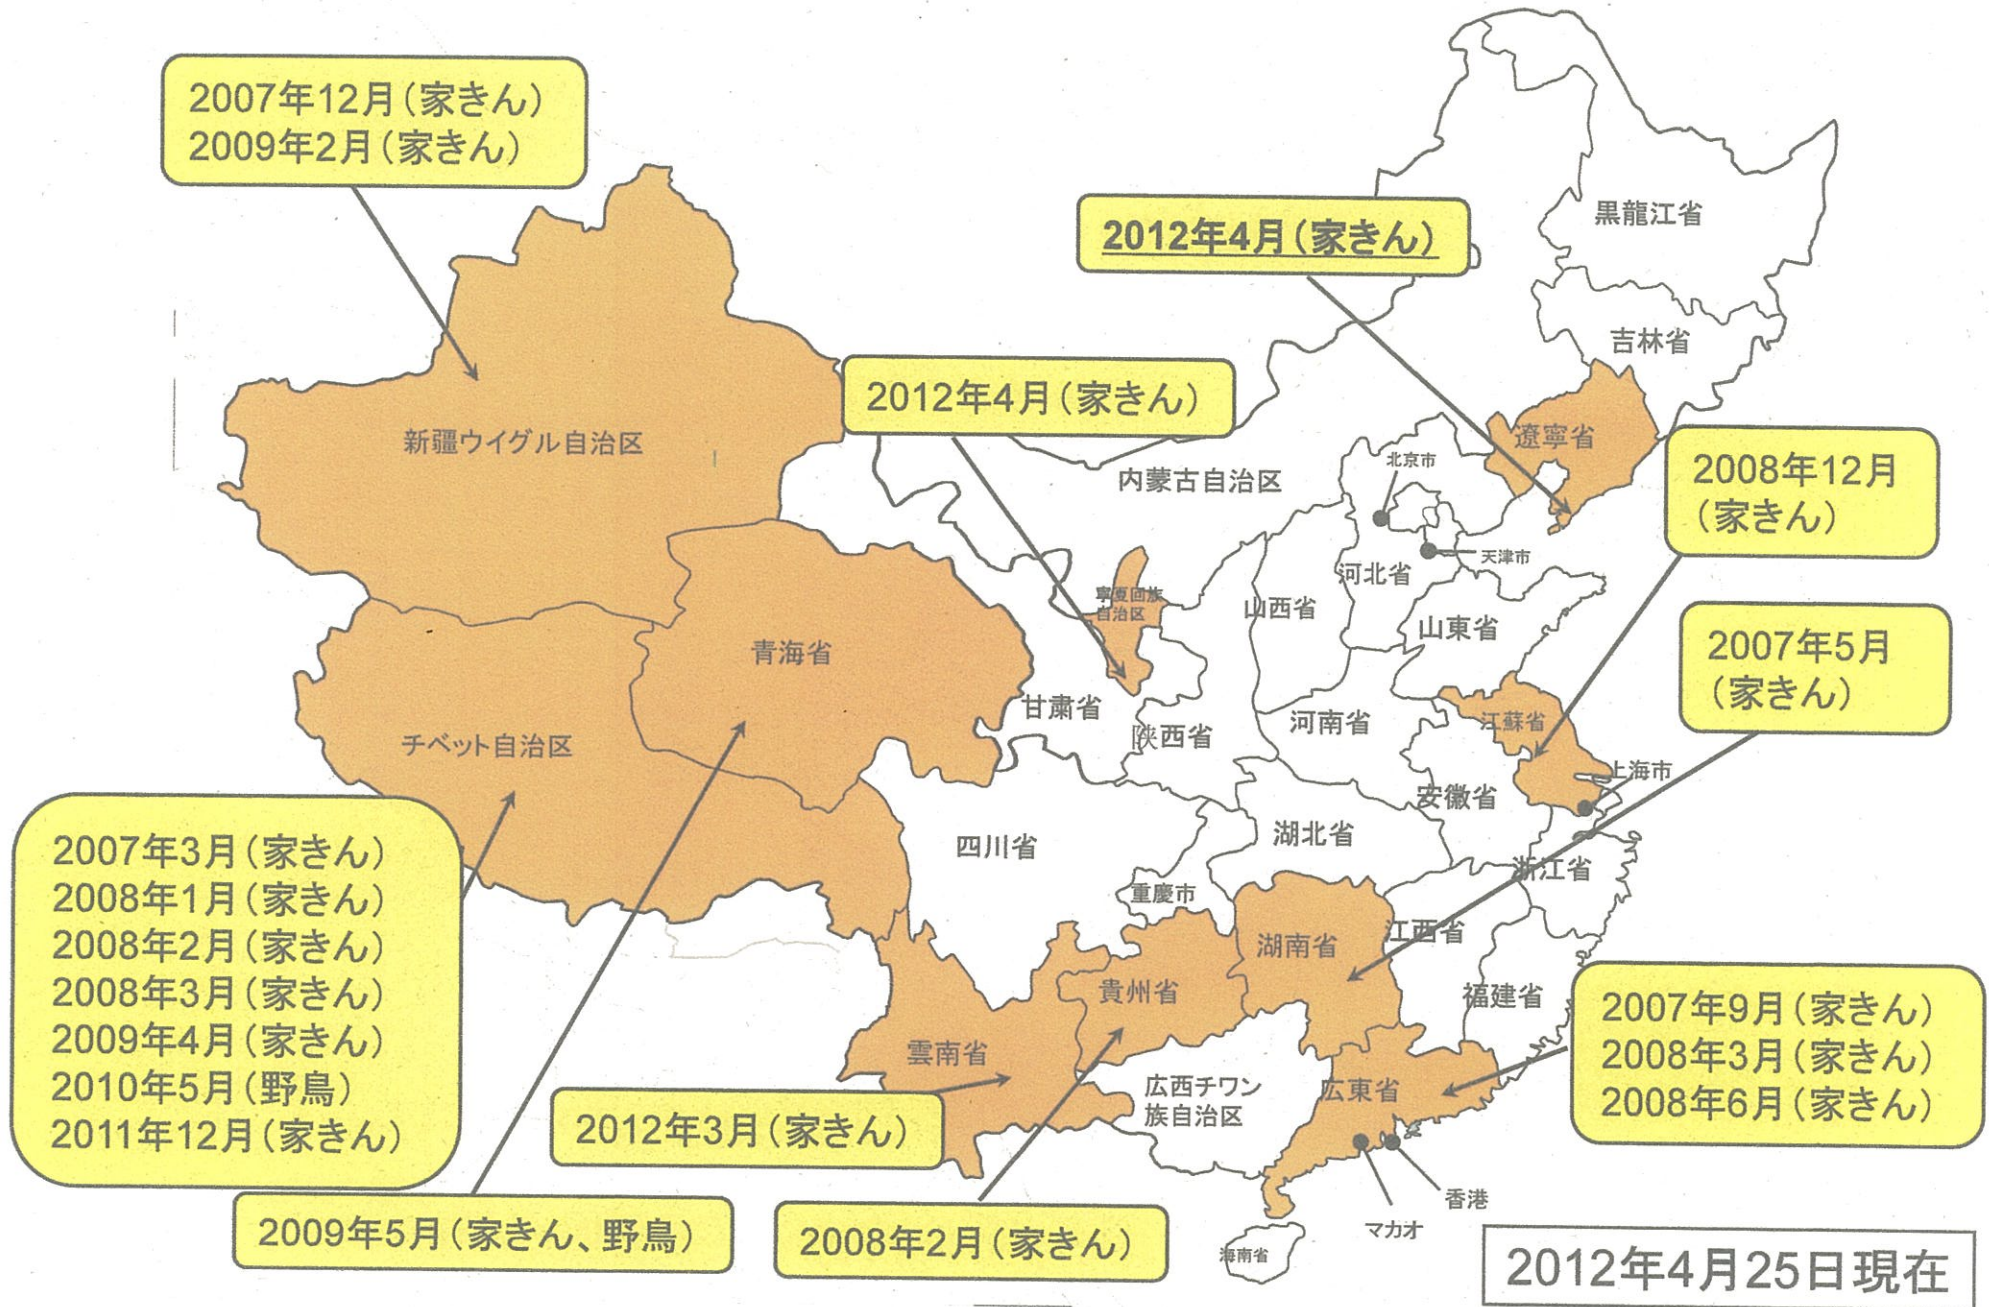 2007年12月（家きん）
2009年2月（家きん）
2012年4月（家きん）
黒龍江省
吉林省
2012年4月（家きん）
遼寧省
2008年12月
（家きん）
新疆ウイグル自治区
内蒙古自治区
北京市
天津市
河北省
寧夏回族
自治区
山西省
山東省
2007年5月
（家きん）
青海省
甘粛省
陕西省
河南省
江蘇省
チベット自治区
上海市
安徽省
四川省
湖北省
浙江省
重慶市
2007年3月（家きん）
2008年1月（家きん）
2008年2月（家きん）
2008年3月（家きん）
2009年4月（家きん）
2010年5月（野鳥）
2011年12月（家きん）
湖南省
江西省
貴州省
福建省
2007年9月（家きん）
2008年3月（家きん）
2008年6月（家きん）
雲南省
広西チワン
族自治区
広東省
2012年3月（家きん）
香港
マカオ
2009年5月（家きん、野鳥）
2008年2月（家きん）
海南省
2012年4月25日現在